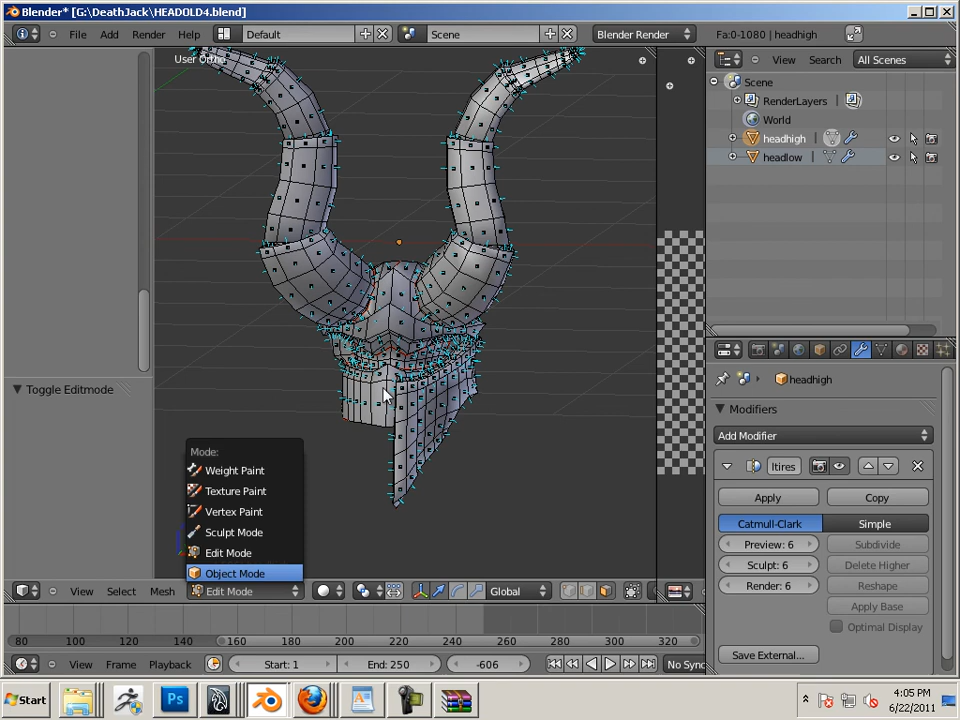 Blender* [G:\DeathJack\HEADOLD4.blend]
File Add Render Help Default Scene Blender Render Fa:0-1080 | headhigh
User Ortho
View Search All Scenes
Scene
RenderLayers |
World
headhigh |
headlow |
Toggle Editmode
headhigh
Modifiers
Add Modifier
ltires
Apply Copy
Catmull-Clark Simple
Preview: 6 Subdivide
Sculpt: 6 Delete Higher
Render: 6 Reshape
Apply Base
Optimal Display
Save External...
Mode:
Weight Paint
Texture Paint
Vertex Paint
Sculpt Mode
Edit Mode
Object Mode
View Select Mesh Edit Mode Global
80 100 120 140 160 180 200 220 240 260 280 300 320
View Frame Playback Start: 1 End: 250 -606 No Sync
Start Ps 4:05 PM
6/22/2011